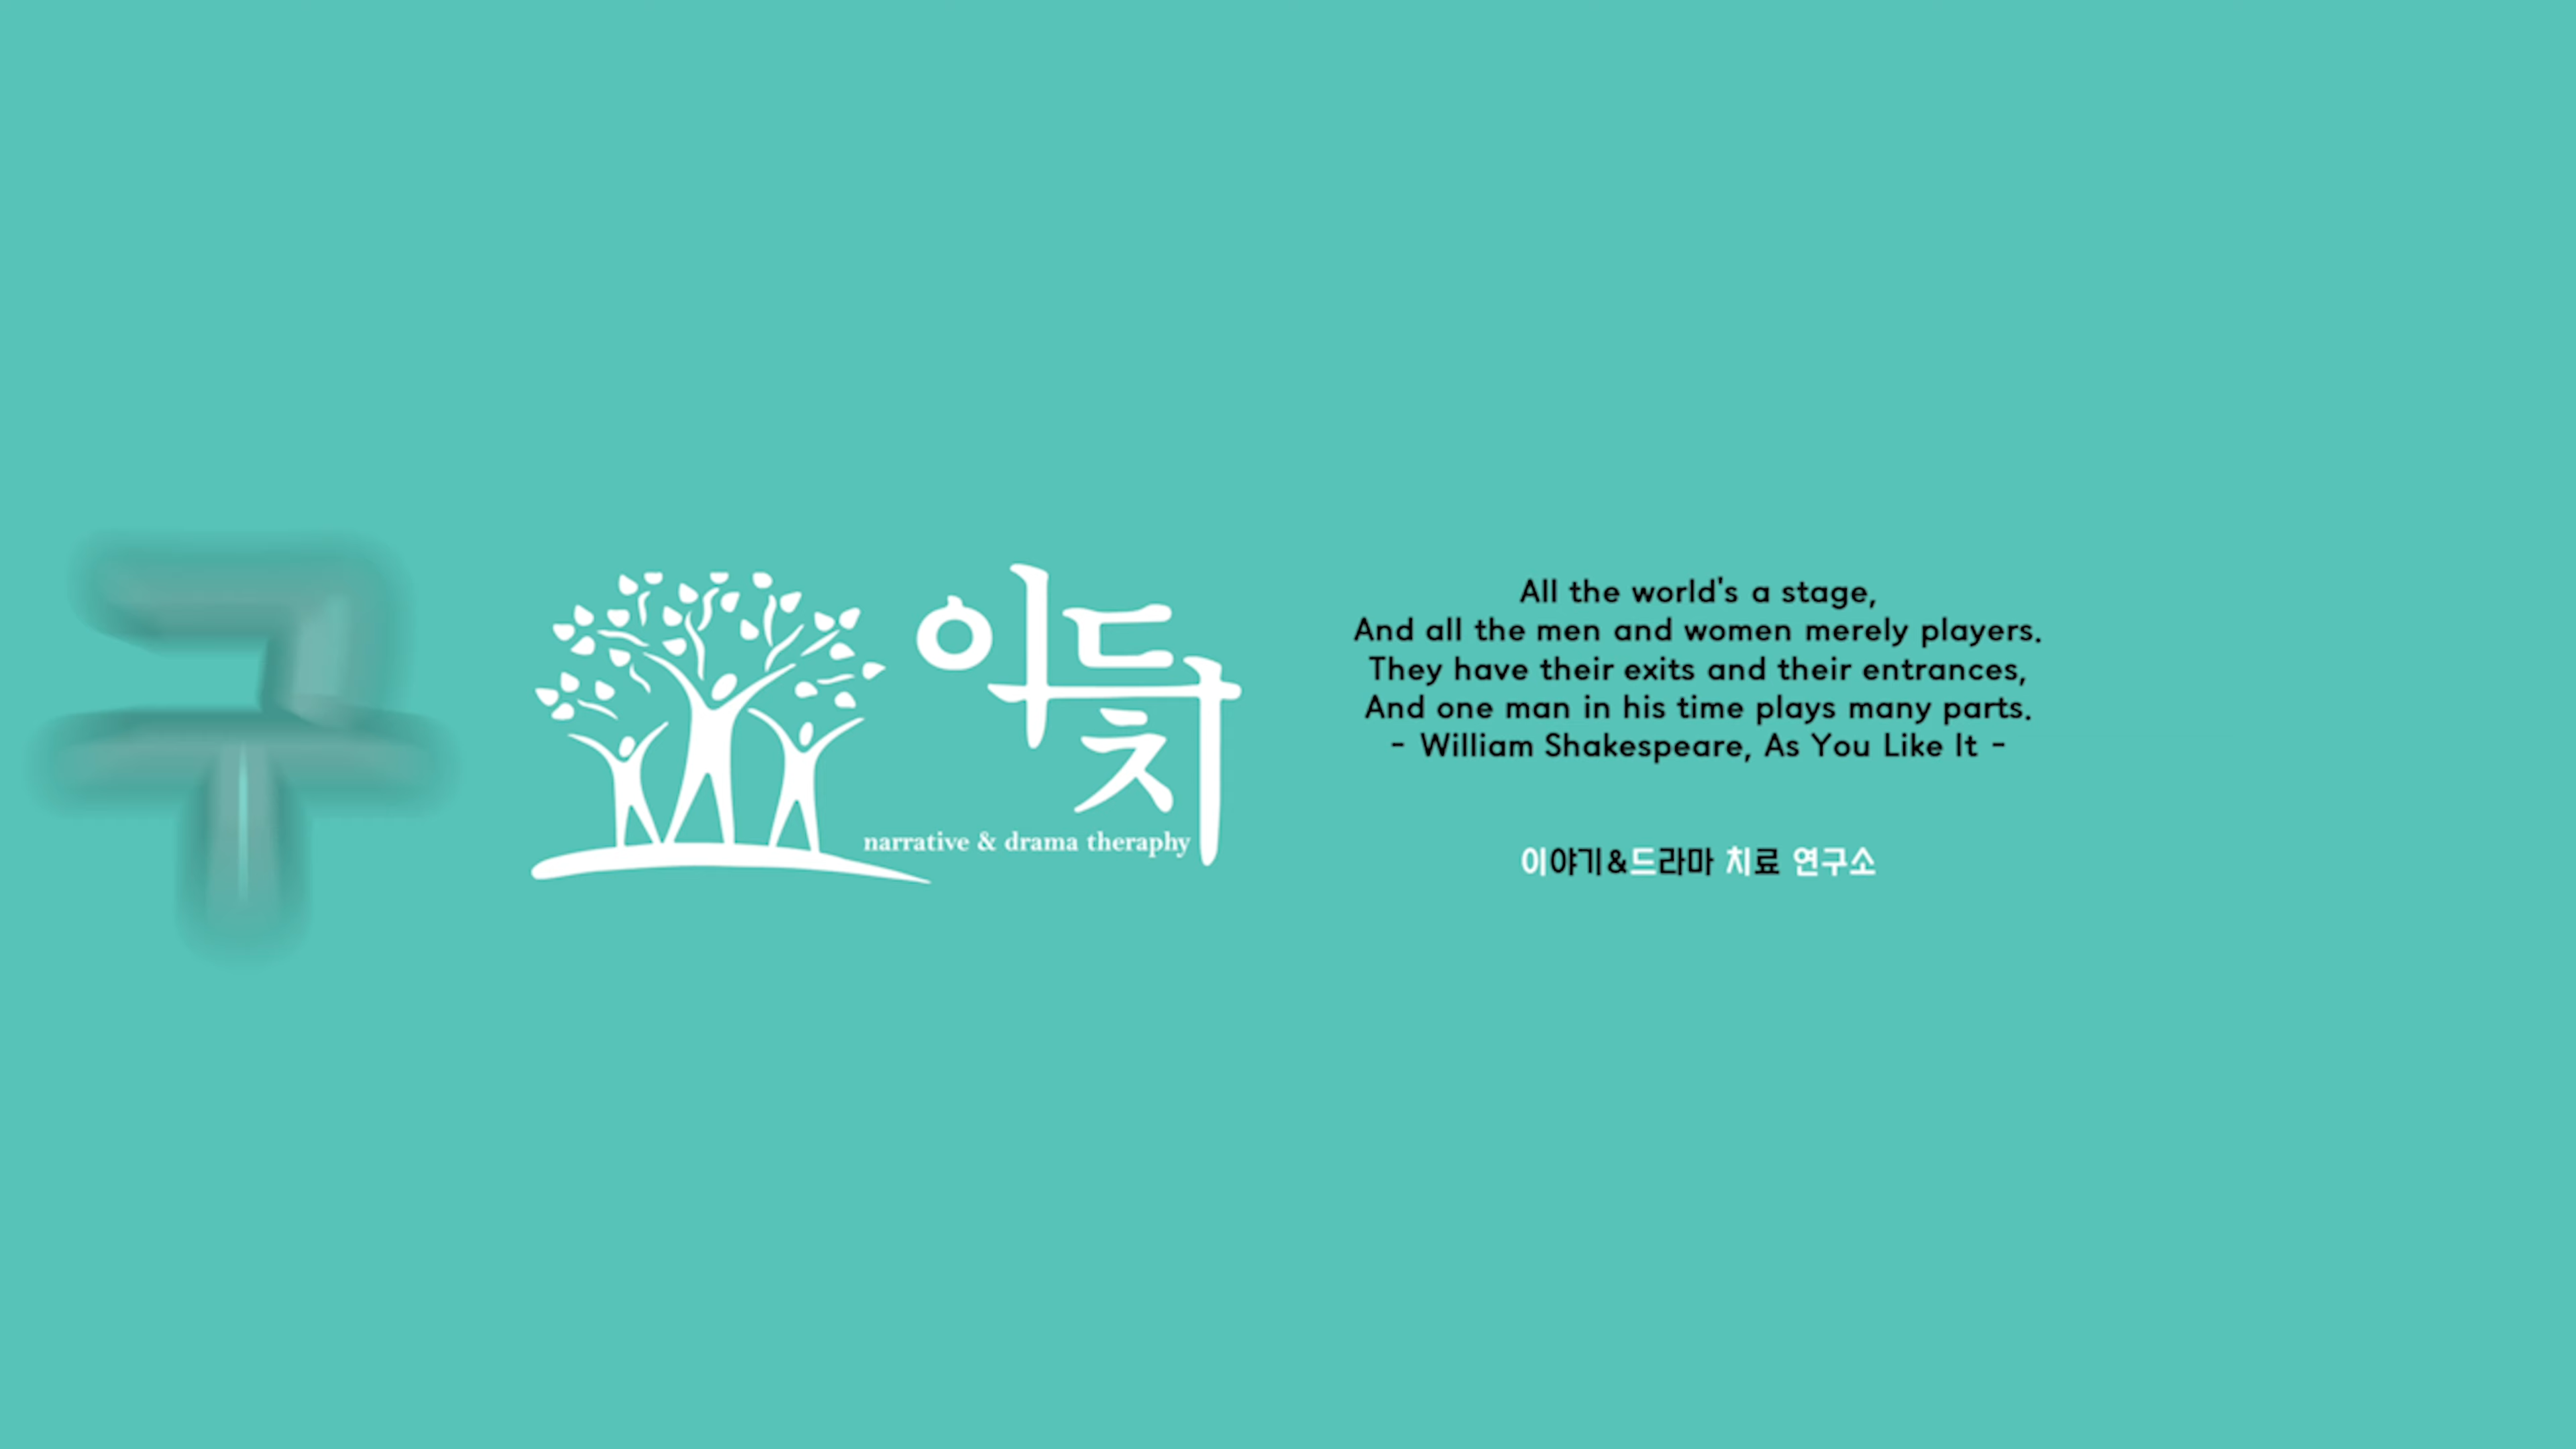 구
이드치
narrative & drama theraphy
All the world's a stage,
And all the men and women merely players.
They have their exits and their entrances,
And one man in his time plays many parts.
- William Shakespeare, As You Like It -
이야기&드라마 치료 연구소